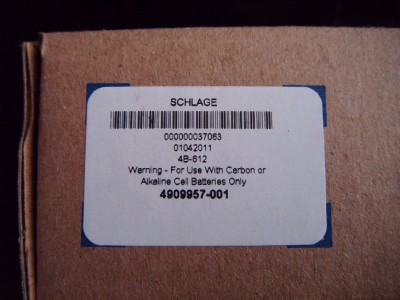 SCHLAGE
000000037063
01042011
4B-612
Warning - For Use With Carbon or
Alkaline Cell Batteries Only
4909957-001